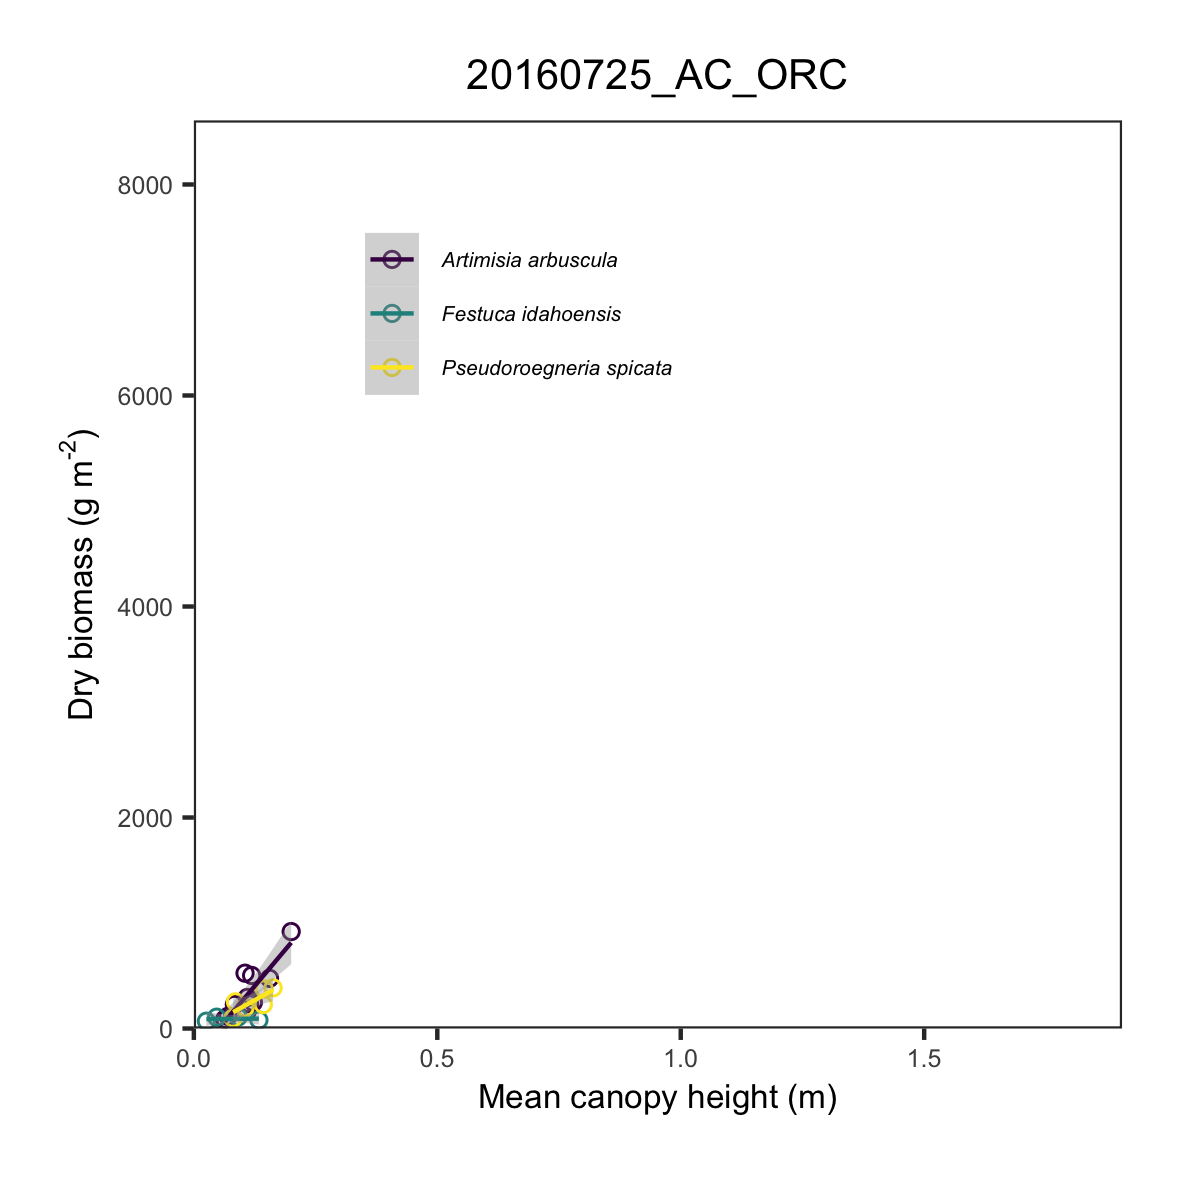 20160725_AC_ORC
8000
6000
4000
2000
0
Artimisia arbuscula
Festuca idahoensis
Pseudoroegneria spicata
Dry biomass (g m-2)
0.0 0.5 1.0 1.5
Mean canopy height (m)